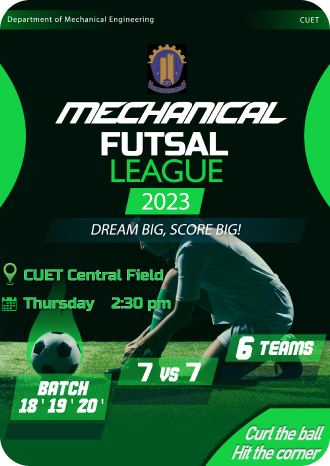 Department of Mechanical Engineering
CUET
MECHANICAL
FUTSAL
LEAGUE
2023
DREAM BIG, SCORE BIG!
CUET Central Field
Thursday 2:30 pm
6 TEAMS
7 VS 7
BATCH
18 ' 19 ' 20 '
Curl the ball
Hit the corner